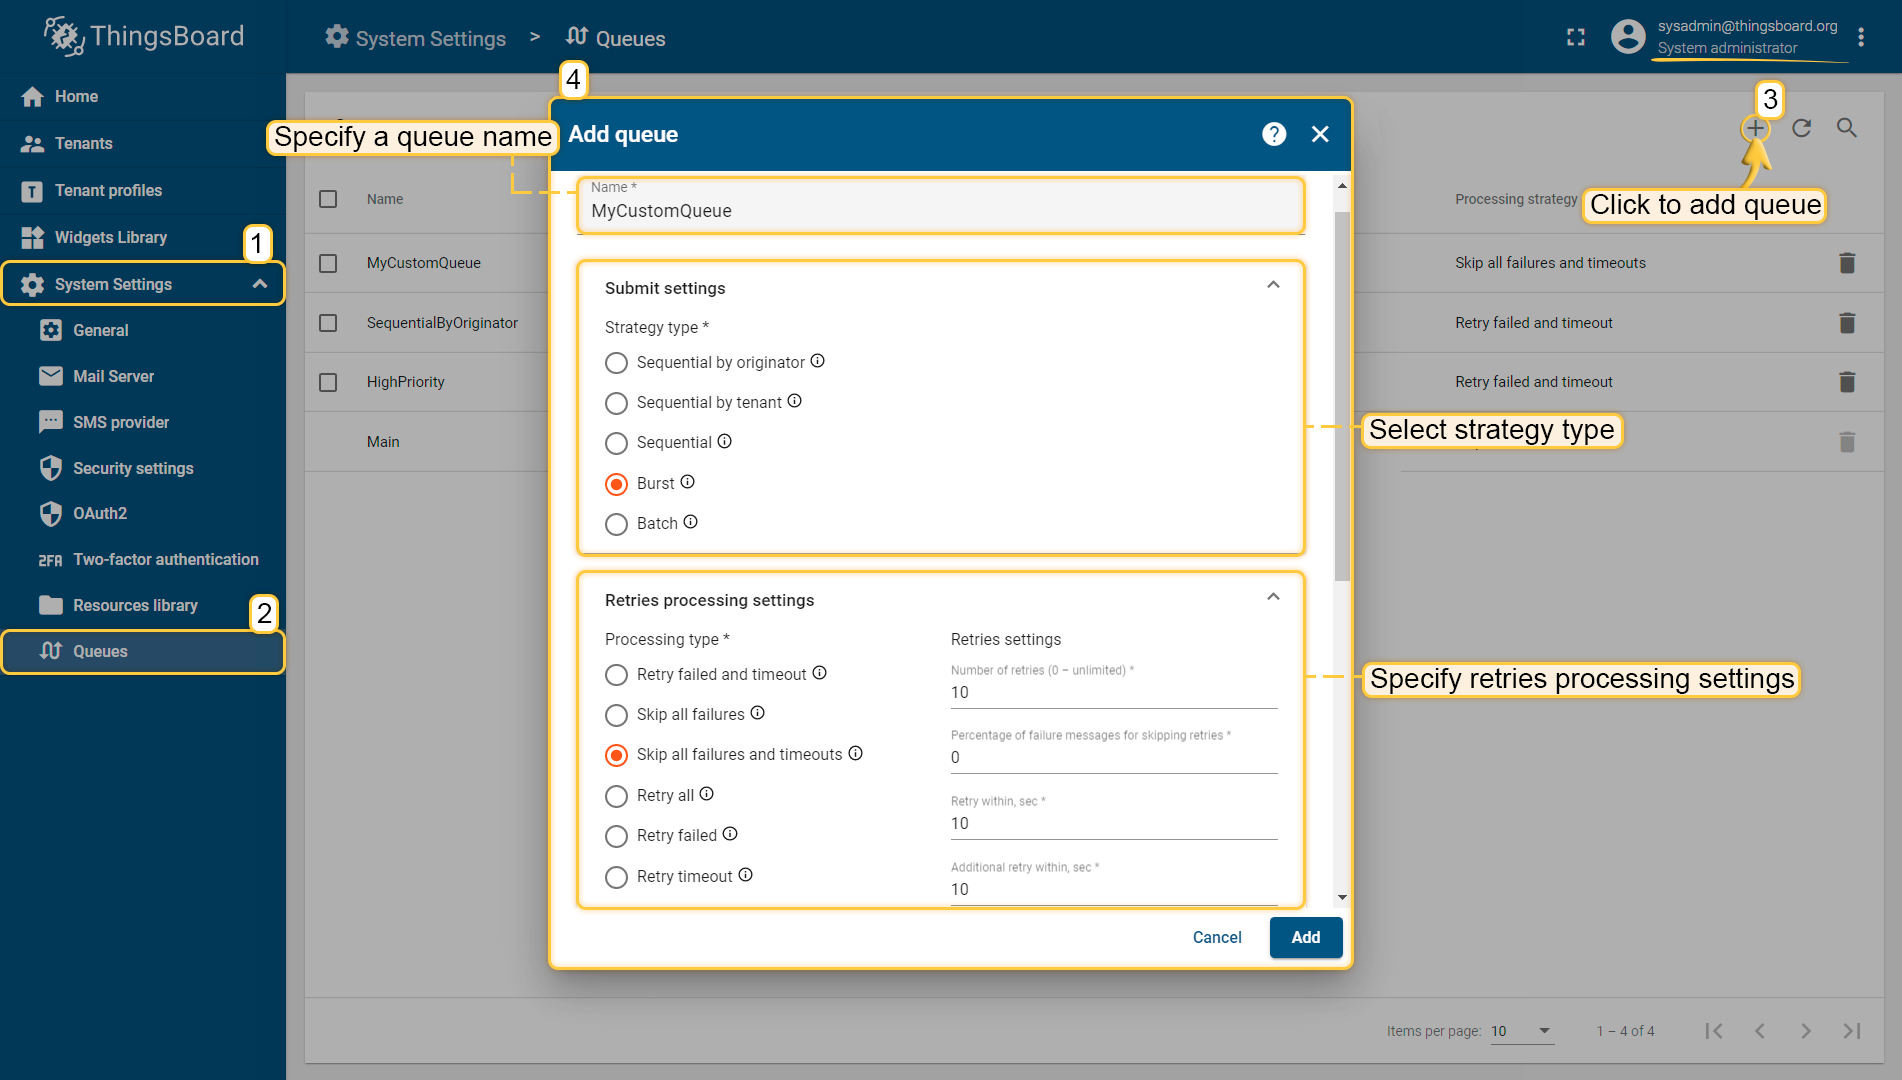 ThingsBoard
System Settings > Queues
sysadmin@thingsboard.org
System administrator
Home
Tenants
Tenant profiles
Widgets Library
1
System Settings
General
Mail Server
SMS provider
Security settings
OAuth2
2FA Two-factor authentication
Resources library
2
Queues
3
Click to add queue
Name
Processing strategy
MyCustomQueue
Skip all failures and timeouts
SequentialByOriginator
Retry failed and timeout
HighPriority
Retry failed and timeout
Main
4
Specify a queue name
Add queue
Name *
MyCustomQueue
Submit settings
Strategy type *
Sequential by originator
Sequential by tenant
Sequential
Burst
Batch
Select strategy type
Retries processing settings
Processing type *
Retry failed and timeout
Skip all failures
Skip all failures and timeouts
Retry all
Retry failed
Retry timeout
Retries settings
Number of retries (0 – unlimited) *
10
Percentage of failure messages for skipping retries *
0
Retry within, sec *
10
Additional retry within, sec *
10
Specify retries processing settings
Cancel
Add
Items per page: 10
1 – 4 of 4